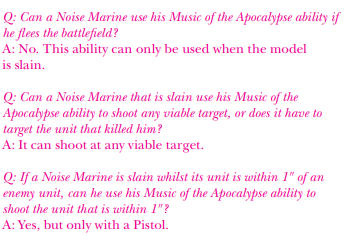 Q: Can a Noise Marine use his Music of the Apocalypse ability if
he flees the battlefield?
A: No. This ability can only be used when the model
is slain.
Q: Can a Noise Marine that is slain use his Music of the
Apocalypse ability to shoot any viable target, or does it have to
target the unit that killed him?
A: It can shoot at any viable target.
Q: If a Noise Marine is slain whilst its unit is within 1" of an
enemy unit, can he use his Music of the Apocalypse ability to
shoot the unit that is within 1"?
A: Yes, but only with a Pistol.